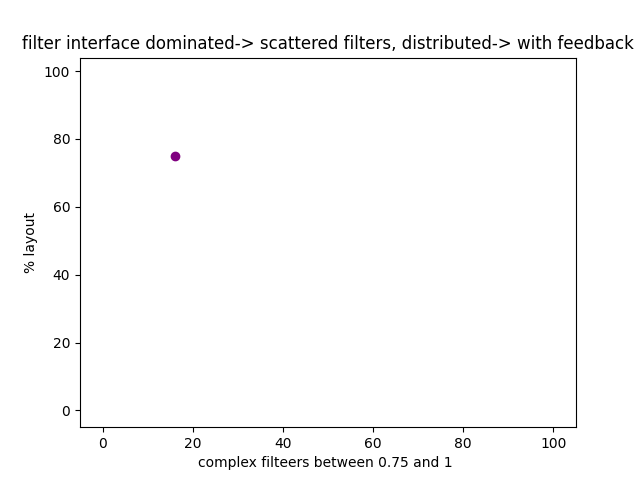 filter interface dominated-> scattered filters, distributed-> with feedback
100
80
60
40
20
0
% layout
0 20 40 60 80 100
complex filteers between 0.75 and 1